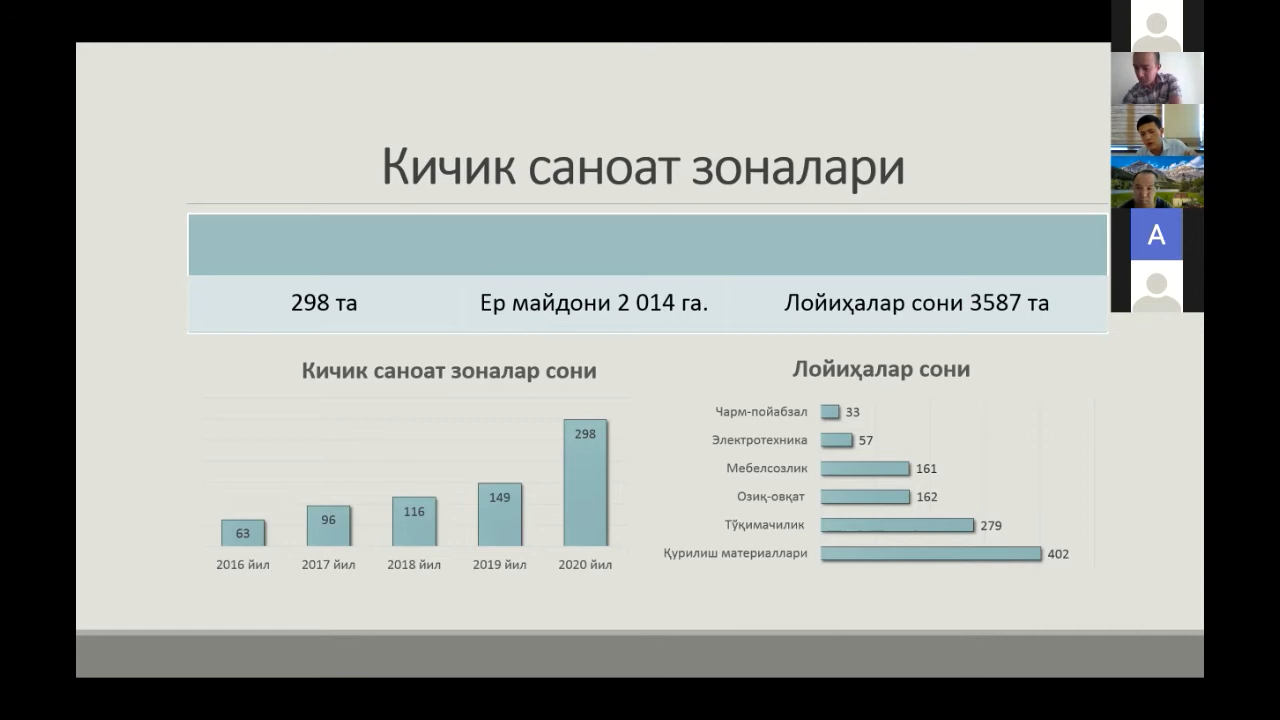 Кичик саноат зоналари
298 та
Ер майдони 2 014 га.
Лойиҳалар сони 3587 та
Кичик саноат зоналар сони
298
149
116
96
63
2016 йил
2017 йил
2018 йил
2019 йил
2020 йил
Лойиҳалар сони
Чарм-пойабзал 33
Электротехника 57
Мебелсозлик 161
Озиқ-овқат 162
Тўқимачилик 279
Қурилиш материаллари 402
A